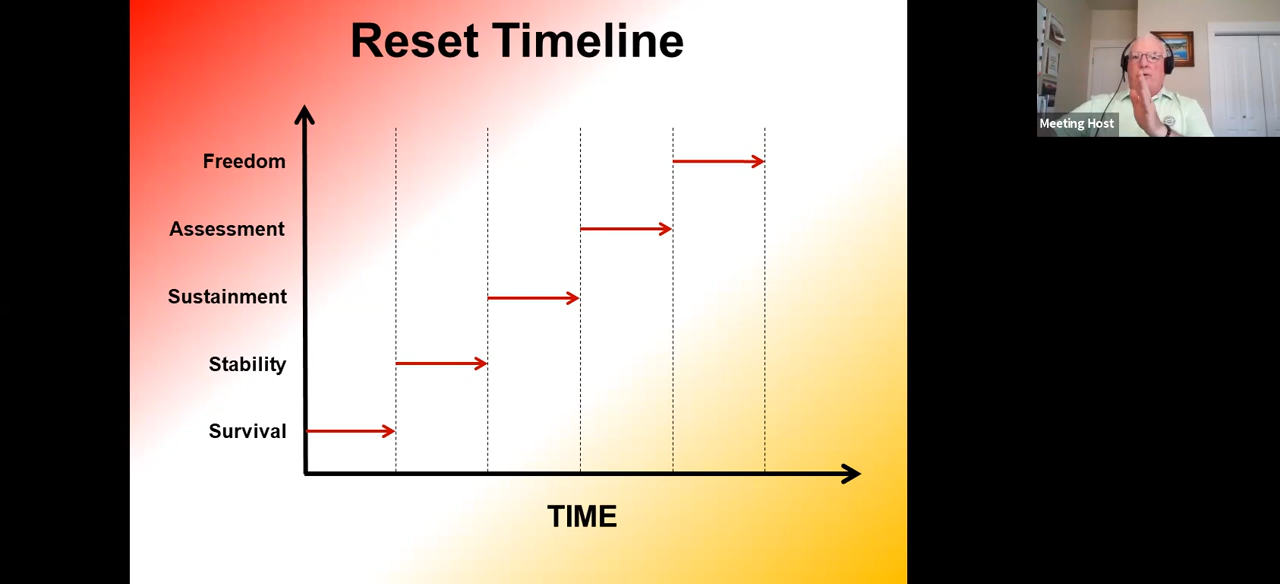 Reset Timeline
Meeting Host
Freedom
Assessment
Sustainment
Stability
Survival
TIME